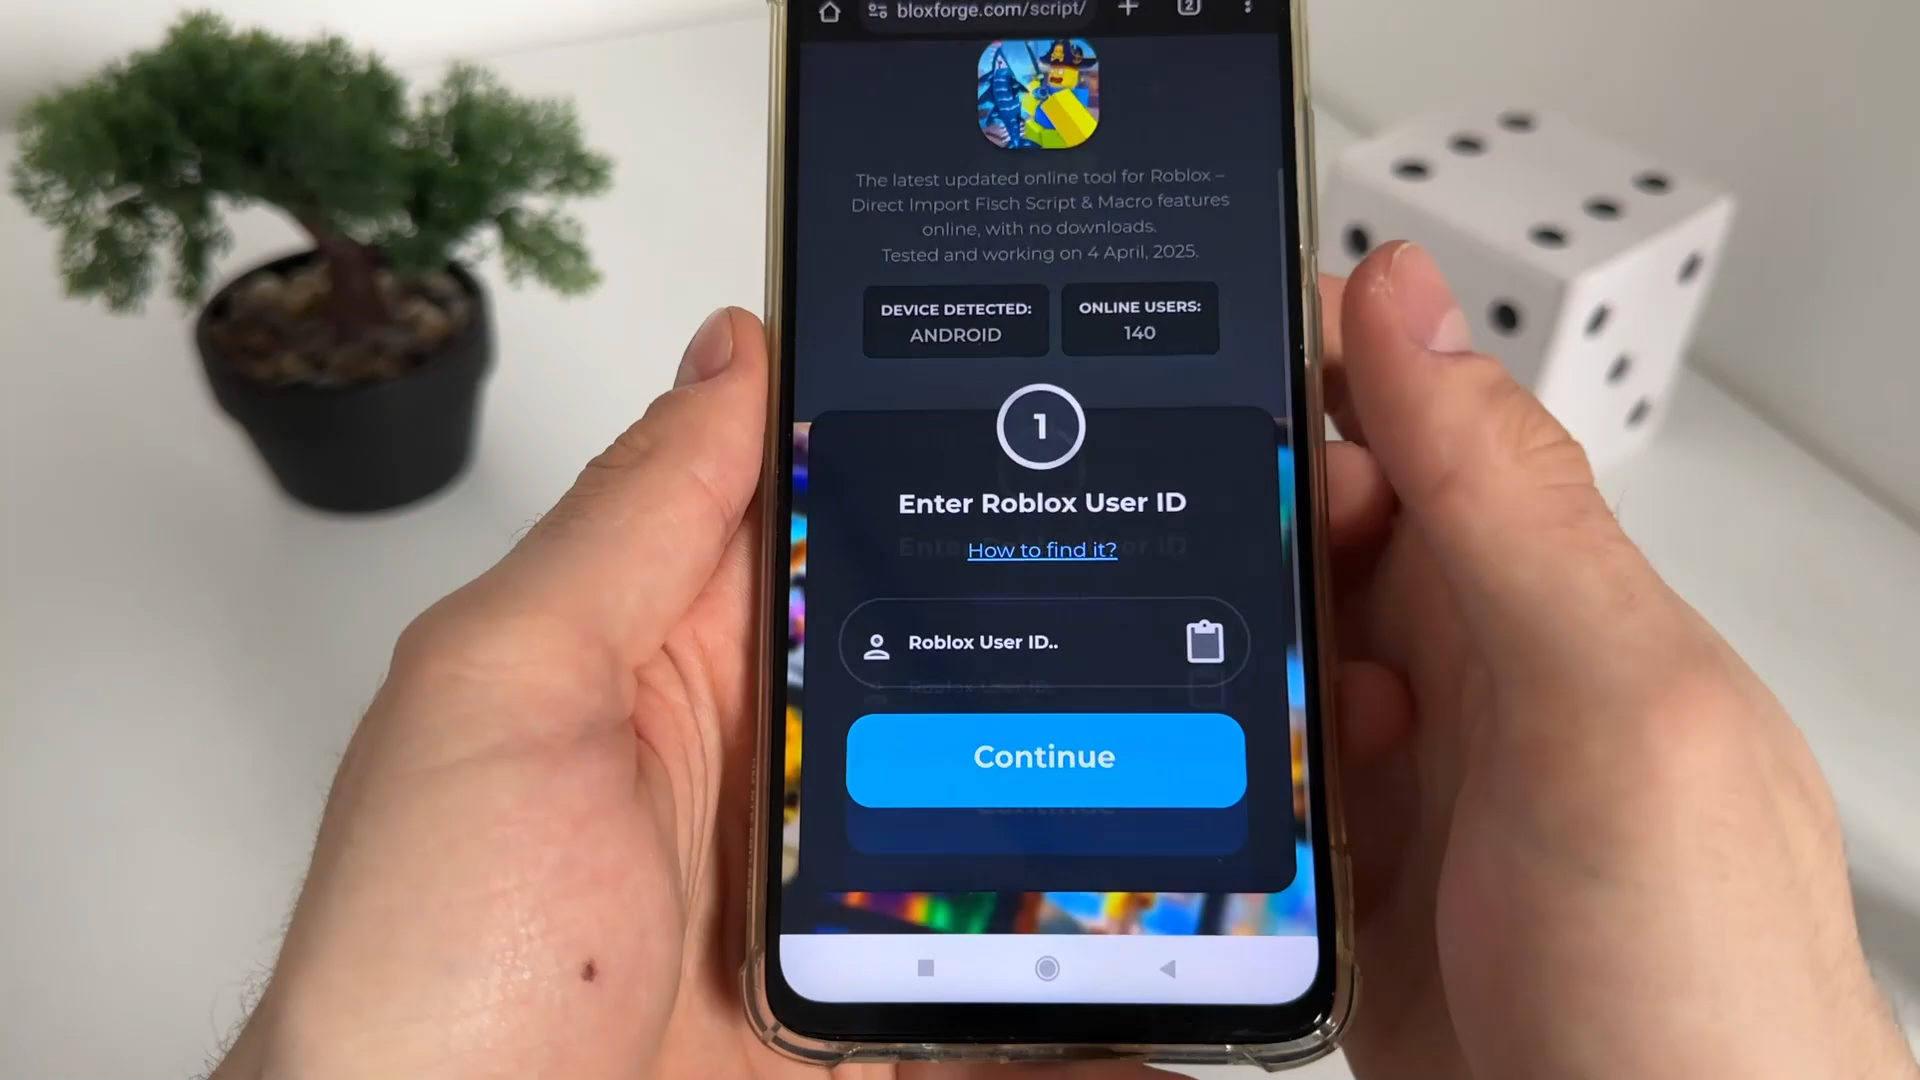 bloxforge.com/script/
2
The latest updated online tool for Roblox –
Direct Import Fisch Script & Macro features
online, with no downloads.
Tested and working on 4 April, 2025.
DEVICE DETECTED:
ANDROID
ONLINE USERS:
140
1
Enter Roblox User ID
How to find it?
Roblox User ID..
Continue